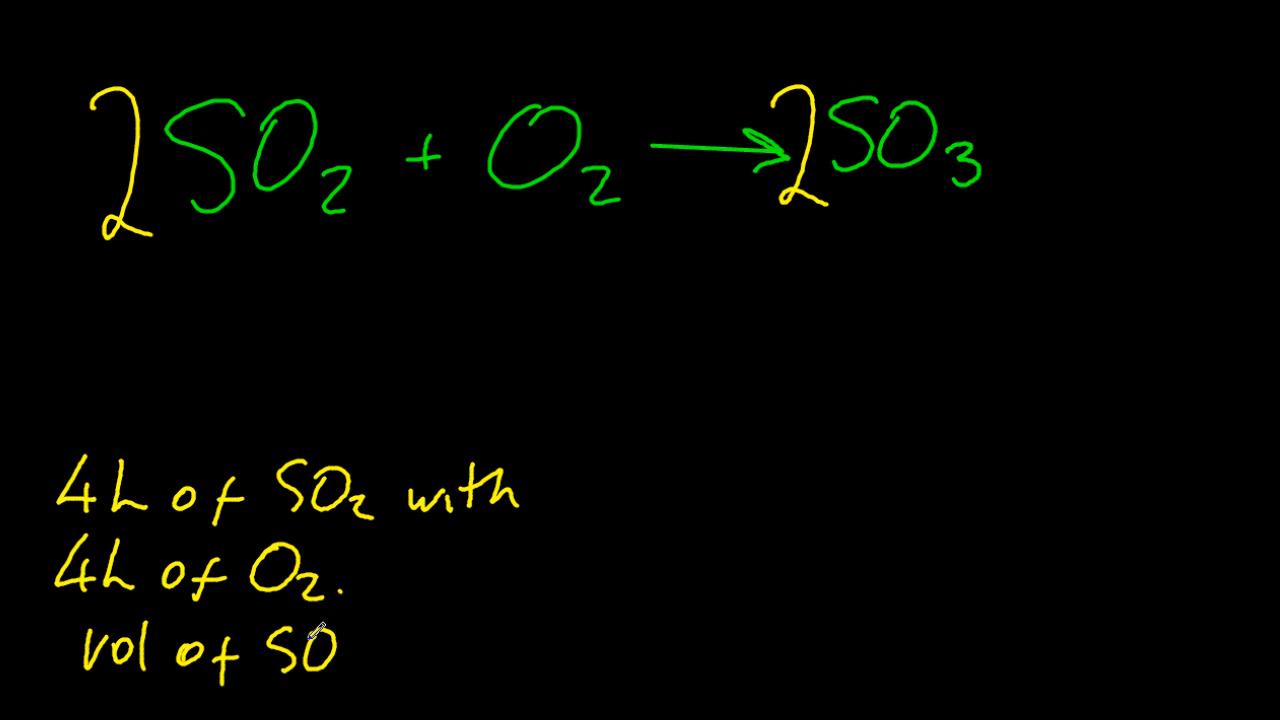 2SO₂ + O₂ → 2SO₃
4L of SO₂ with
4L of O₂.
vol of SO